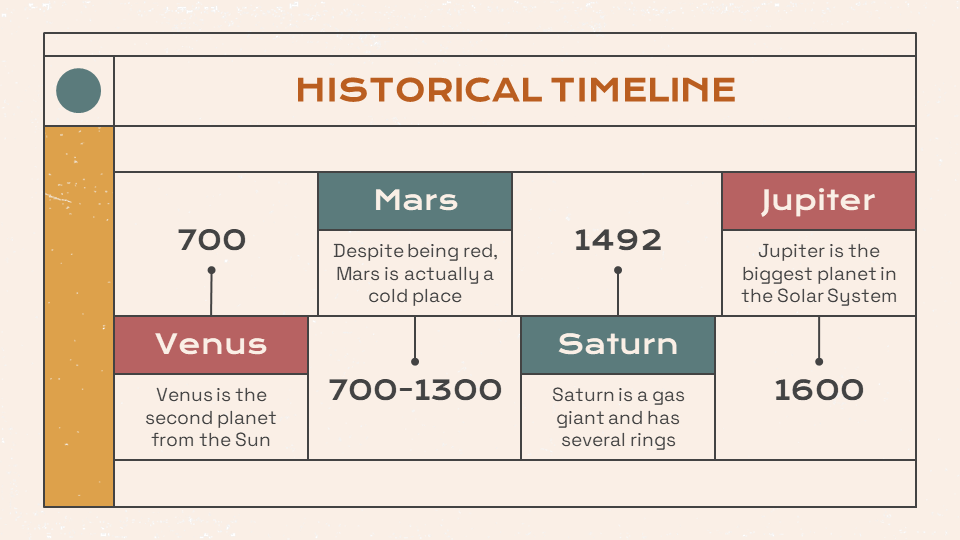 HISTORICAL TIMELINE
700
Venus
Venus is the
second planet
from the Sun
Mars
Despite being red,
Mars is actually a
cold place
700-1300
1492
Saturn
Saturn is a gas
giant and has
several rings
Jupiter
Jupiter is the
biggest planet in
the Solar System
1600